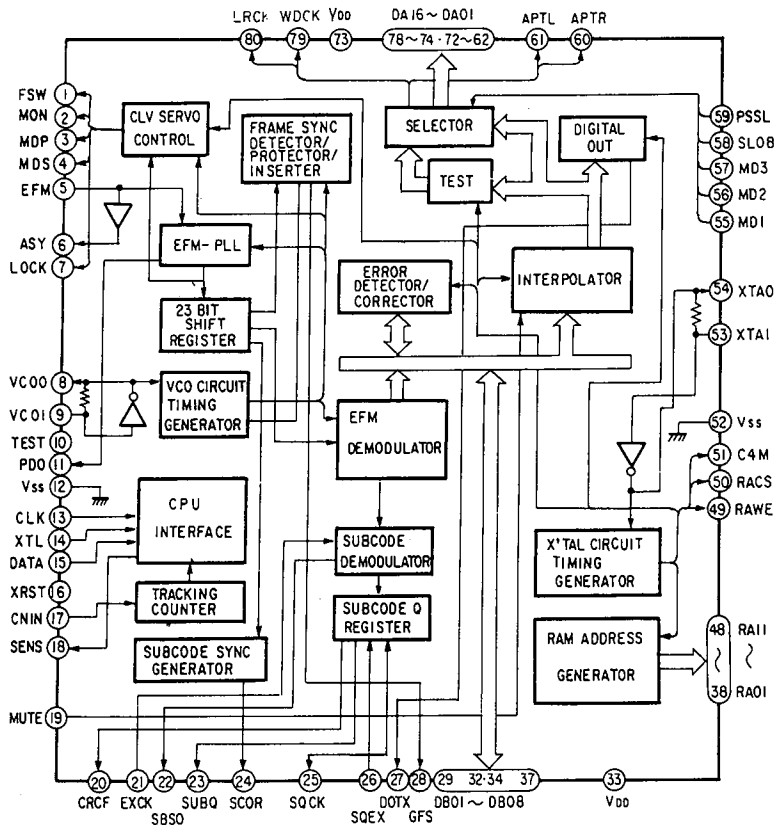 LRCK WDCK VDD DA16~DA01 APTL APTR
80 79 73 78~74·72~62 61 60
FSW 1
MON 2
MDP 3
MDS 4
EFM 5
ASY 6
LOCK 7
VCOO 8
VCOI 9
TEST 10
PDO 11
Vss 12
CLK 13
XTL 14
DATA 15
XRST 16
CNIN 17
SENS 18
MUTE 19
CLV SERVO
CONTROL
FRAME SYNC
DETECTOR/
PROTECTOR/
INSERTER
SELECTOR
DIGITAL
OUT
TEST
EFM-PLL
ERROR
DETECTOR/
CORRECTOR
INTERPOLATOR
23 BIT
SHIFT
REGISTER
VCO CIRCUIT
TIMING
GENERATOR
EFM
DEMODULATOR
CPU
INTERFACE
SUBCODE
DEMODULATOR
X'TAL CIRCUIT
TIMING
GENERATOR
TRACKING
COUNTER
SUBCODE Q
REGISTER
SUBCODE SYNC
GENERATOR
RAM ADDRESS
GENERATOR
59 PSSL
58 SLOB
57 MD3
56 MD2
55 MD1
54 XTAO
53 XTAI
52 Vss
51 C4M
50 RACS
49 RAWE
48 RA11
~ ~
38 RA01
20 21 22 23 24 25 26 27 28 29 32·34 37 33
CRCF EXCK SBSO SUBQ SCOR SQCK SQEX DOTX GFS DB01~DB08 VDD